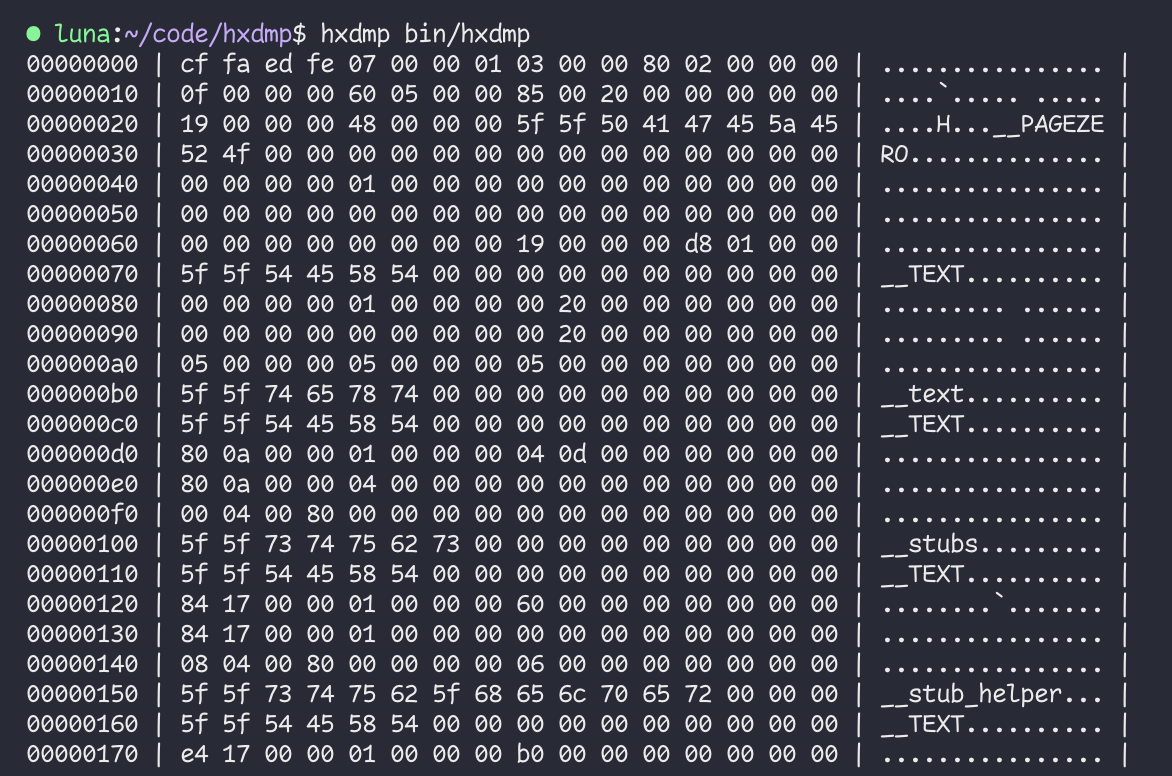 ● luna:~/code/hxdmp$ hxdmp bin/hxdmp
00000000 | cf fa ed fe 07 00 00 01 03 00 00 80 02 00 00 00 | ................ |
00000010 | 0f 00 00 00 60 05 00 00 85 00 20 00 00 00 00 00 | ....`..... ..... |
00000020 | 19 00 00 00 48 00 00 00 5f 5f 50 41 47 45 5a 45 | ....H...__PAGEZE |
00000030 | 52 4f 00 00 00 00 00 00 00 00 00 00 00 00 00 00 | RO.............. |
00000040 | 00 00 00 00 01 00 00 00 00 00 00 00 00 00 00 00 | ................ |
00000050 | 00 00 00 00 00 00 00 00 00 00 00 00 00 00 00 00 | ................ |
00000060 | 00 00 00 00 00 00 00 00 19 00 00 00 d8 01 00 00 | ................ |
00000070 | 5f 5f 54 45 58 54 00 00 00 00 00 00 00 00 00 00 | __TEXT.......... |
00000080 | 00 00 00 00 01 00 00 00 00 20 00 00 00 00 00 00 | ......... ...... |
00000090 | 00 00 00 00 00 00 00 00 00 20 00 00 00 00 00 00 | ......... ...... |
000000a0 | 05 00 00 00 05 00 00 00 05 00 00 00 00 00 00 00 | ................ |
000000b0 | 5f 5f 74 65 78 74 00 00 00 00 00 00 00 00 00 00 | __text.......... |
000000c0 | 5f 5f 54 45 58 54 00 00 00 00 00 00 00 00 00 00 | __TEXT.......... |
000000d0 | 80 0a 00 00 01 00 00 00 04 0d 00 00 00 00 00 00 | ................ |
000000e0 | 80 0a 00 00 04 00 00 00 00 00 00 00 00 00 00 00 | ................ |
000000f0 | 00 04 00 80 00 00 00 00 00 00 00 00 00 00 00 00 | ................ |
00000100 | 5f 5f 73 74 75 62 73 00 00 00 00 00 00 00 00 00 | __stubs......... |
00000110 | 5f 5f 54 45 58 54 00 00 00 00 00 00 00 00 00 00 | __TEXT.......... |
00000120 | 84 17 00 00 01 00 00 00 60 00 00 00 00 00 00 00 | ........`....... |
00000130 | 84 17 00 00 01 00 00 00 00 00 00 00 00 00 00 00 | ................ |
00000140 | 08 04 00 80 00 00 00 00 06 00 00 00 00 00 00 00 | ................ |
00000150 | 5f 5f 73 74 75 62 5f 68 65 6c 70 65 72 00 00 00 | __stub_helper... |
00000160 | 5f 5f 54 45 58 54 00 00 00 00 00 00 00 00 00 00 | __TEXT.......... |
00000170 | e4 17 00 00 01 00 00 00 b0 00 00 00 00 00 00 00 | ................ |